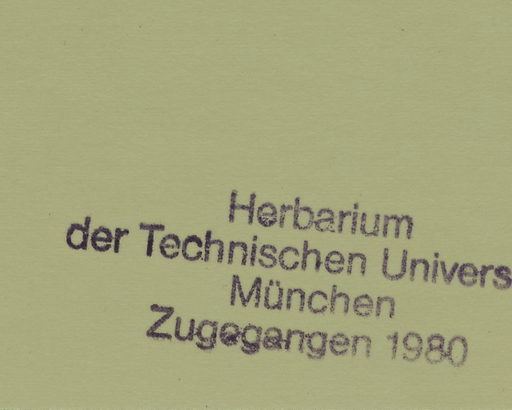 Herbarium
der Technischen Univers
München
Zugegangen 1980